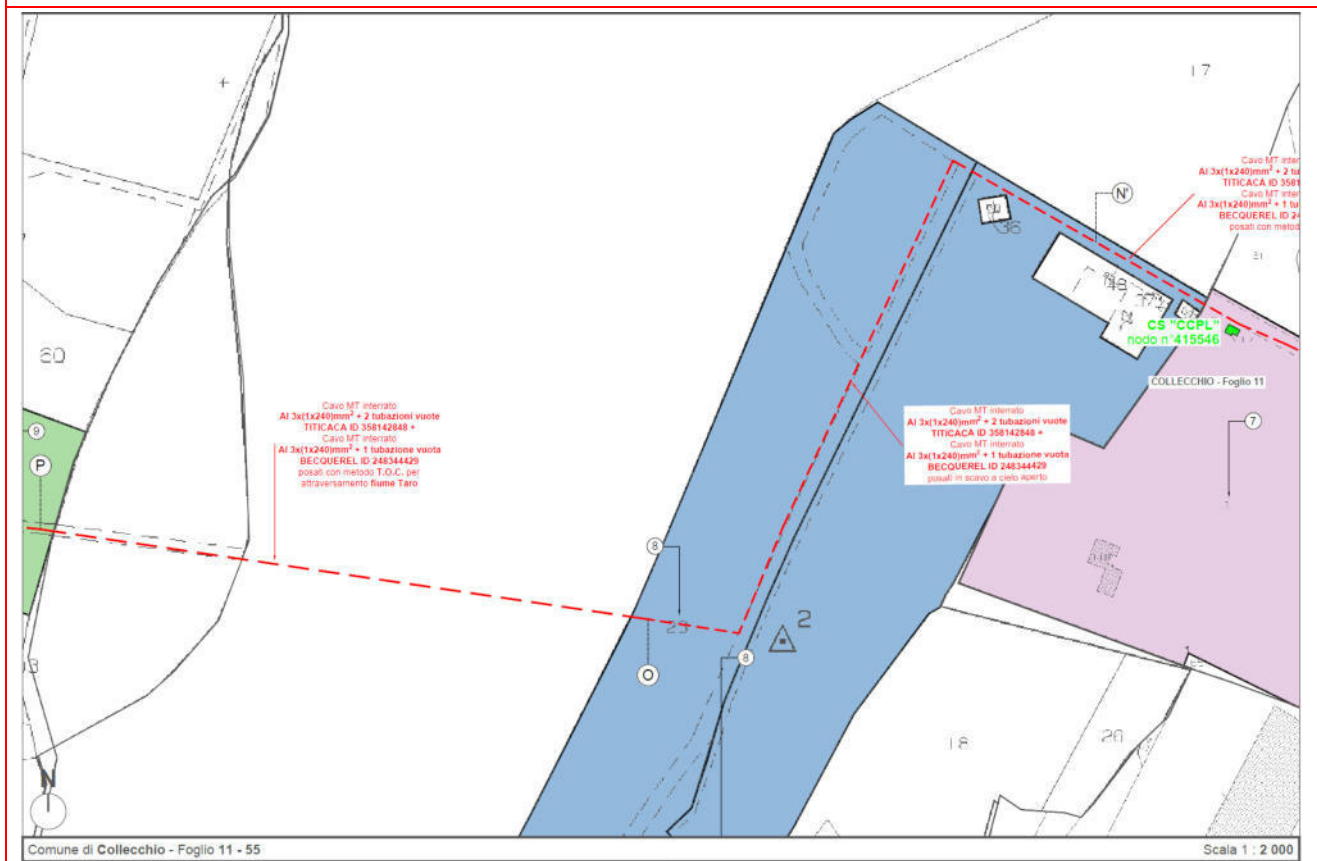 17
Cavo MT inter
Al 3x(1x240)mm² + 2 tu
TITICACA ID 3581
Cavo MT inter
Al 3x(1x240)mm² + 1 tu
BECQUEREL ID 24
posati con metod
N'
36
48
CS "CCPL"
nodo n°415546
COLLECCHIO - Foglio 11
60
9
P
Cavo MT interrato
Al 3x(1x240)mm² + 2 tubazioni vuote
TITICACA ID 358142848 +
Cavo MT interrato
Al 3x(1x240)mm² + 1 tubazione vuota
BECQUEREL ID 248344429
posati con metodo T.O.C. per
attraversamento fiume Taro
Cavo MT interrato
Al 3x(1x240)mm² + 2 tubazioni vuote
TITICACA ID 358142848 +
Cavo MT interrato
Al 3x(1x240)mm² + 1 tubazione vuota
BECQUEREL ID 248344429
posati in scavo a cielo aperto
7
1
8
23
2
8
O
18
20
N
Comune di Collecchio - Foglio 11 - 55
Scala 1 : 2 000